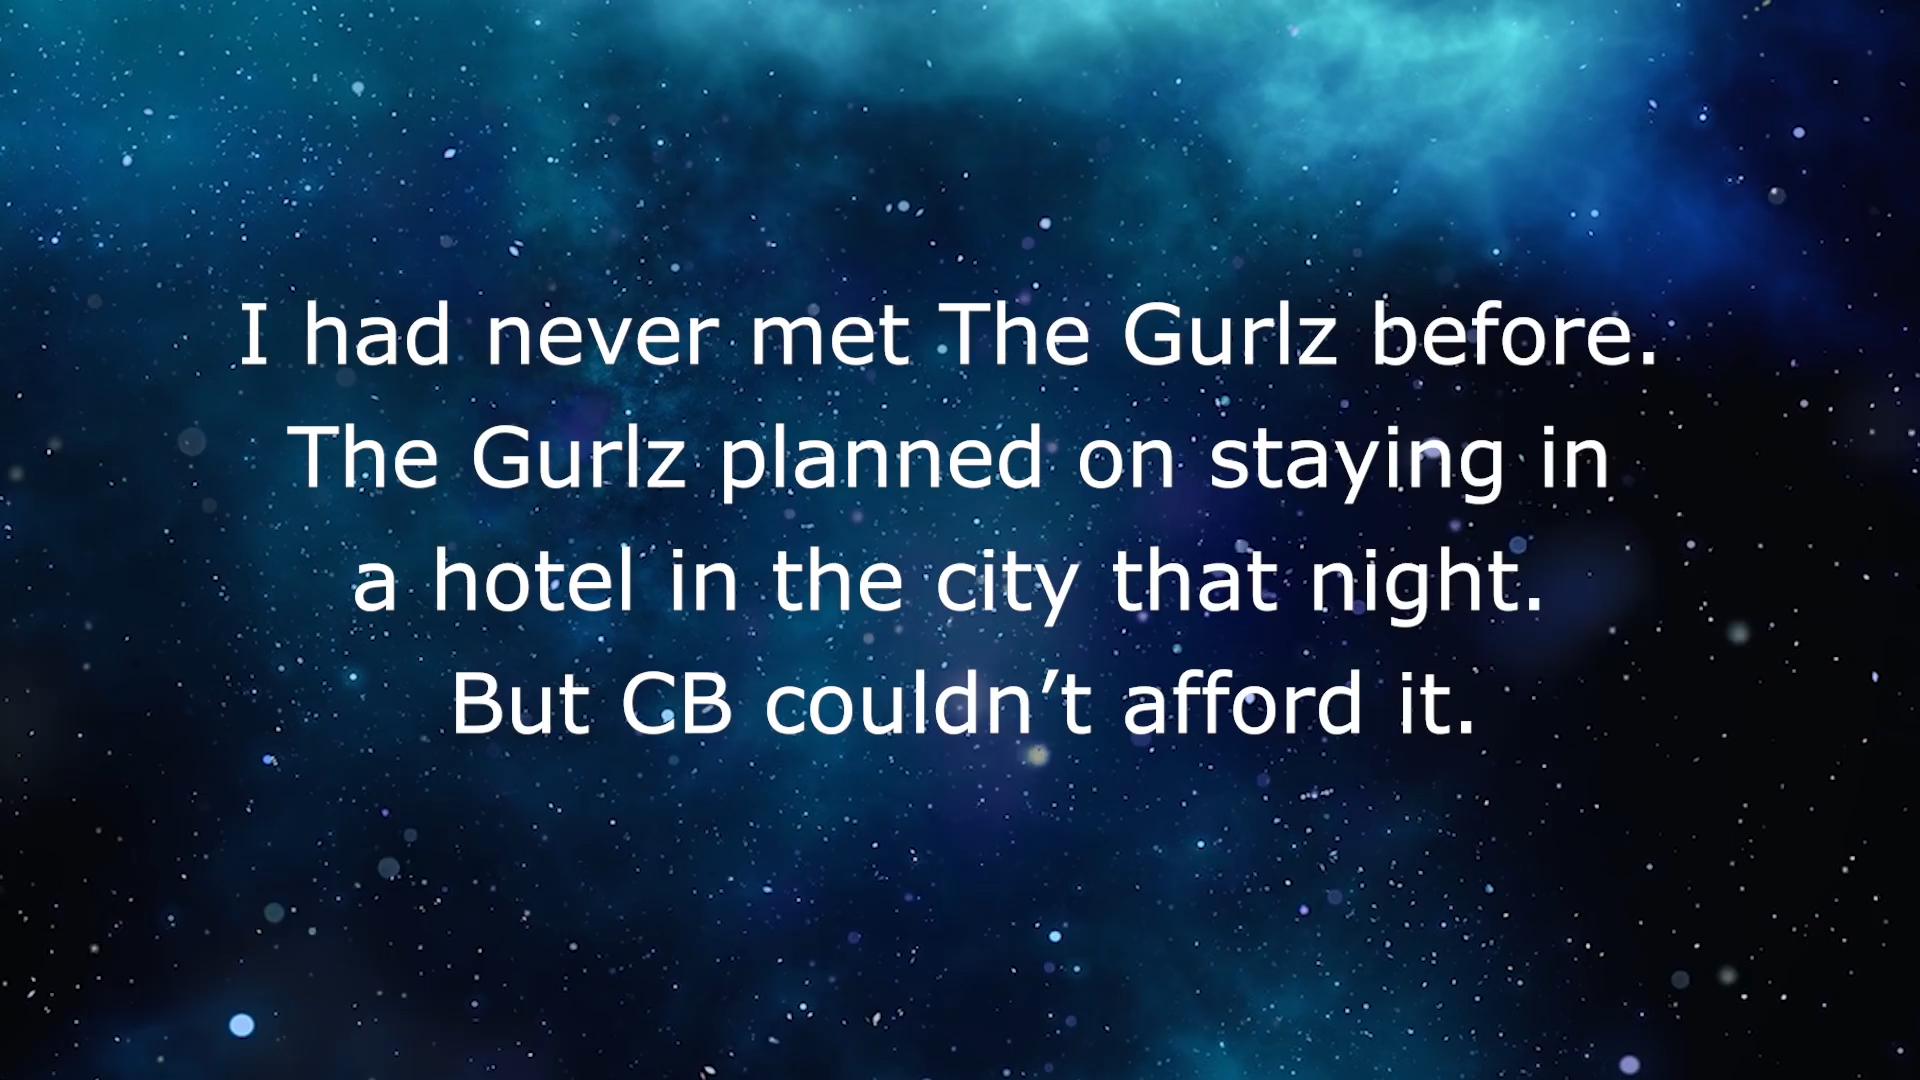 I had never met The Gurlz before.
The Gurlz planned on staying in
a hotel in the city that night.
But CB couldn’t afford it.